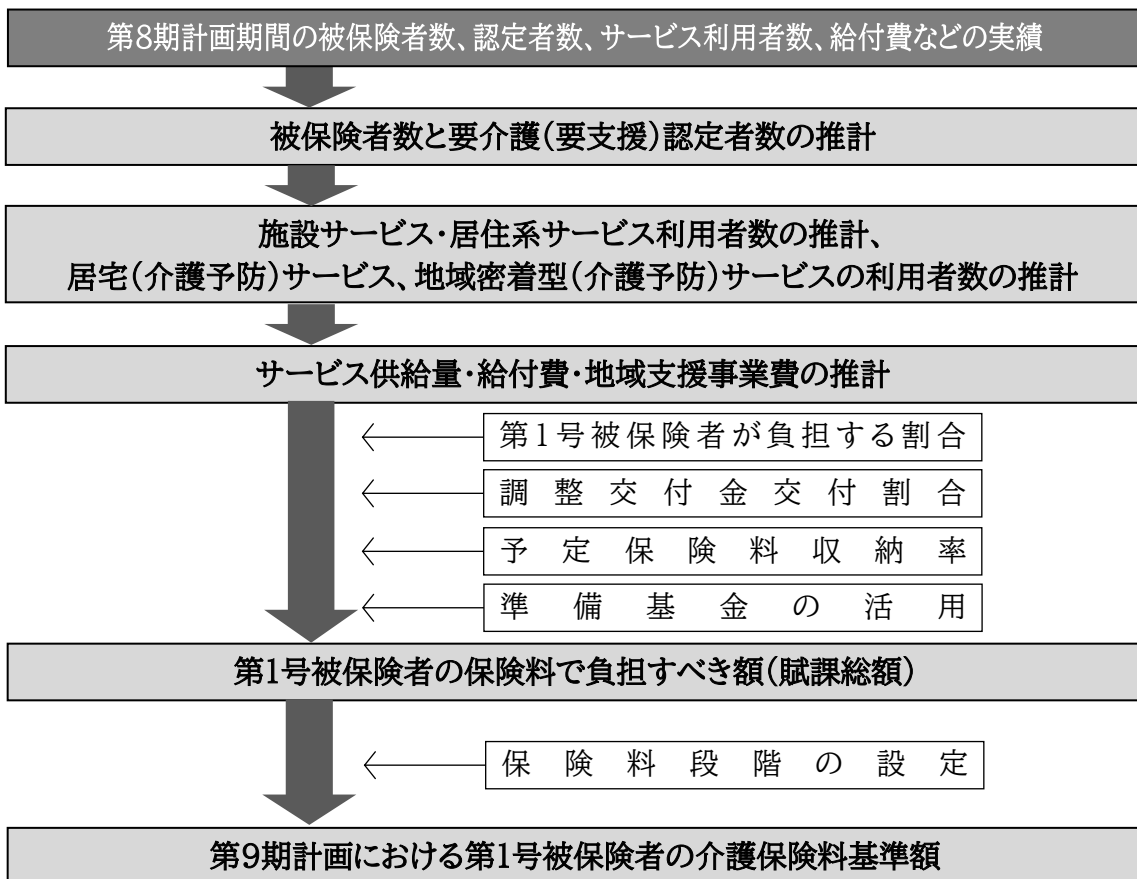 第8期計画期間の被保険者数、認定者数、サービス利用者数、給付費などの実績
被保険者数と要介護(要支援)認定者数の推計
施設サービス・居住系サービス利用者数の推計、
居宅(介護予防)サービス、地域密着型(介護予防)サービスの利用者数の推計
サービス供給量・給付費・地域支援事業費の推計
第1号被保険者が負担する割合
調整交付金交付割合
予定保険料収納率
準備基金の活用
第1号被保険者の保険料で負担すべき額(賦課総額)
保険料段階の設定
第9期計画における第1号被保険者の介護保険料基準額